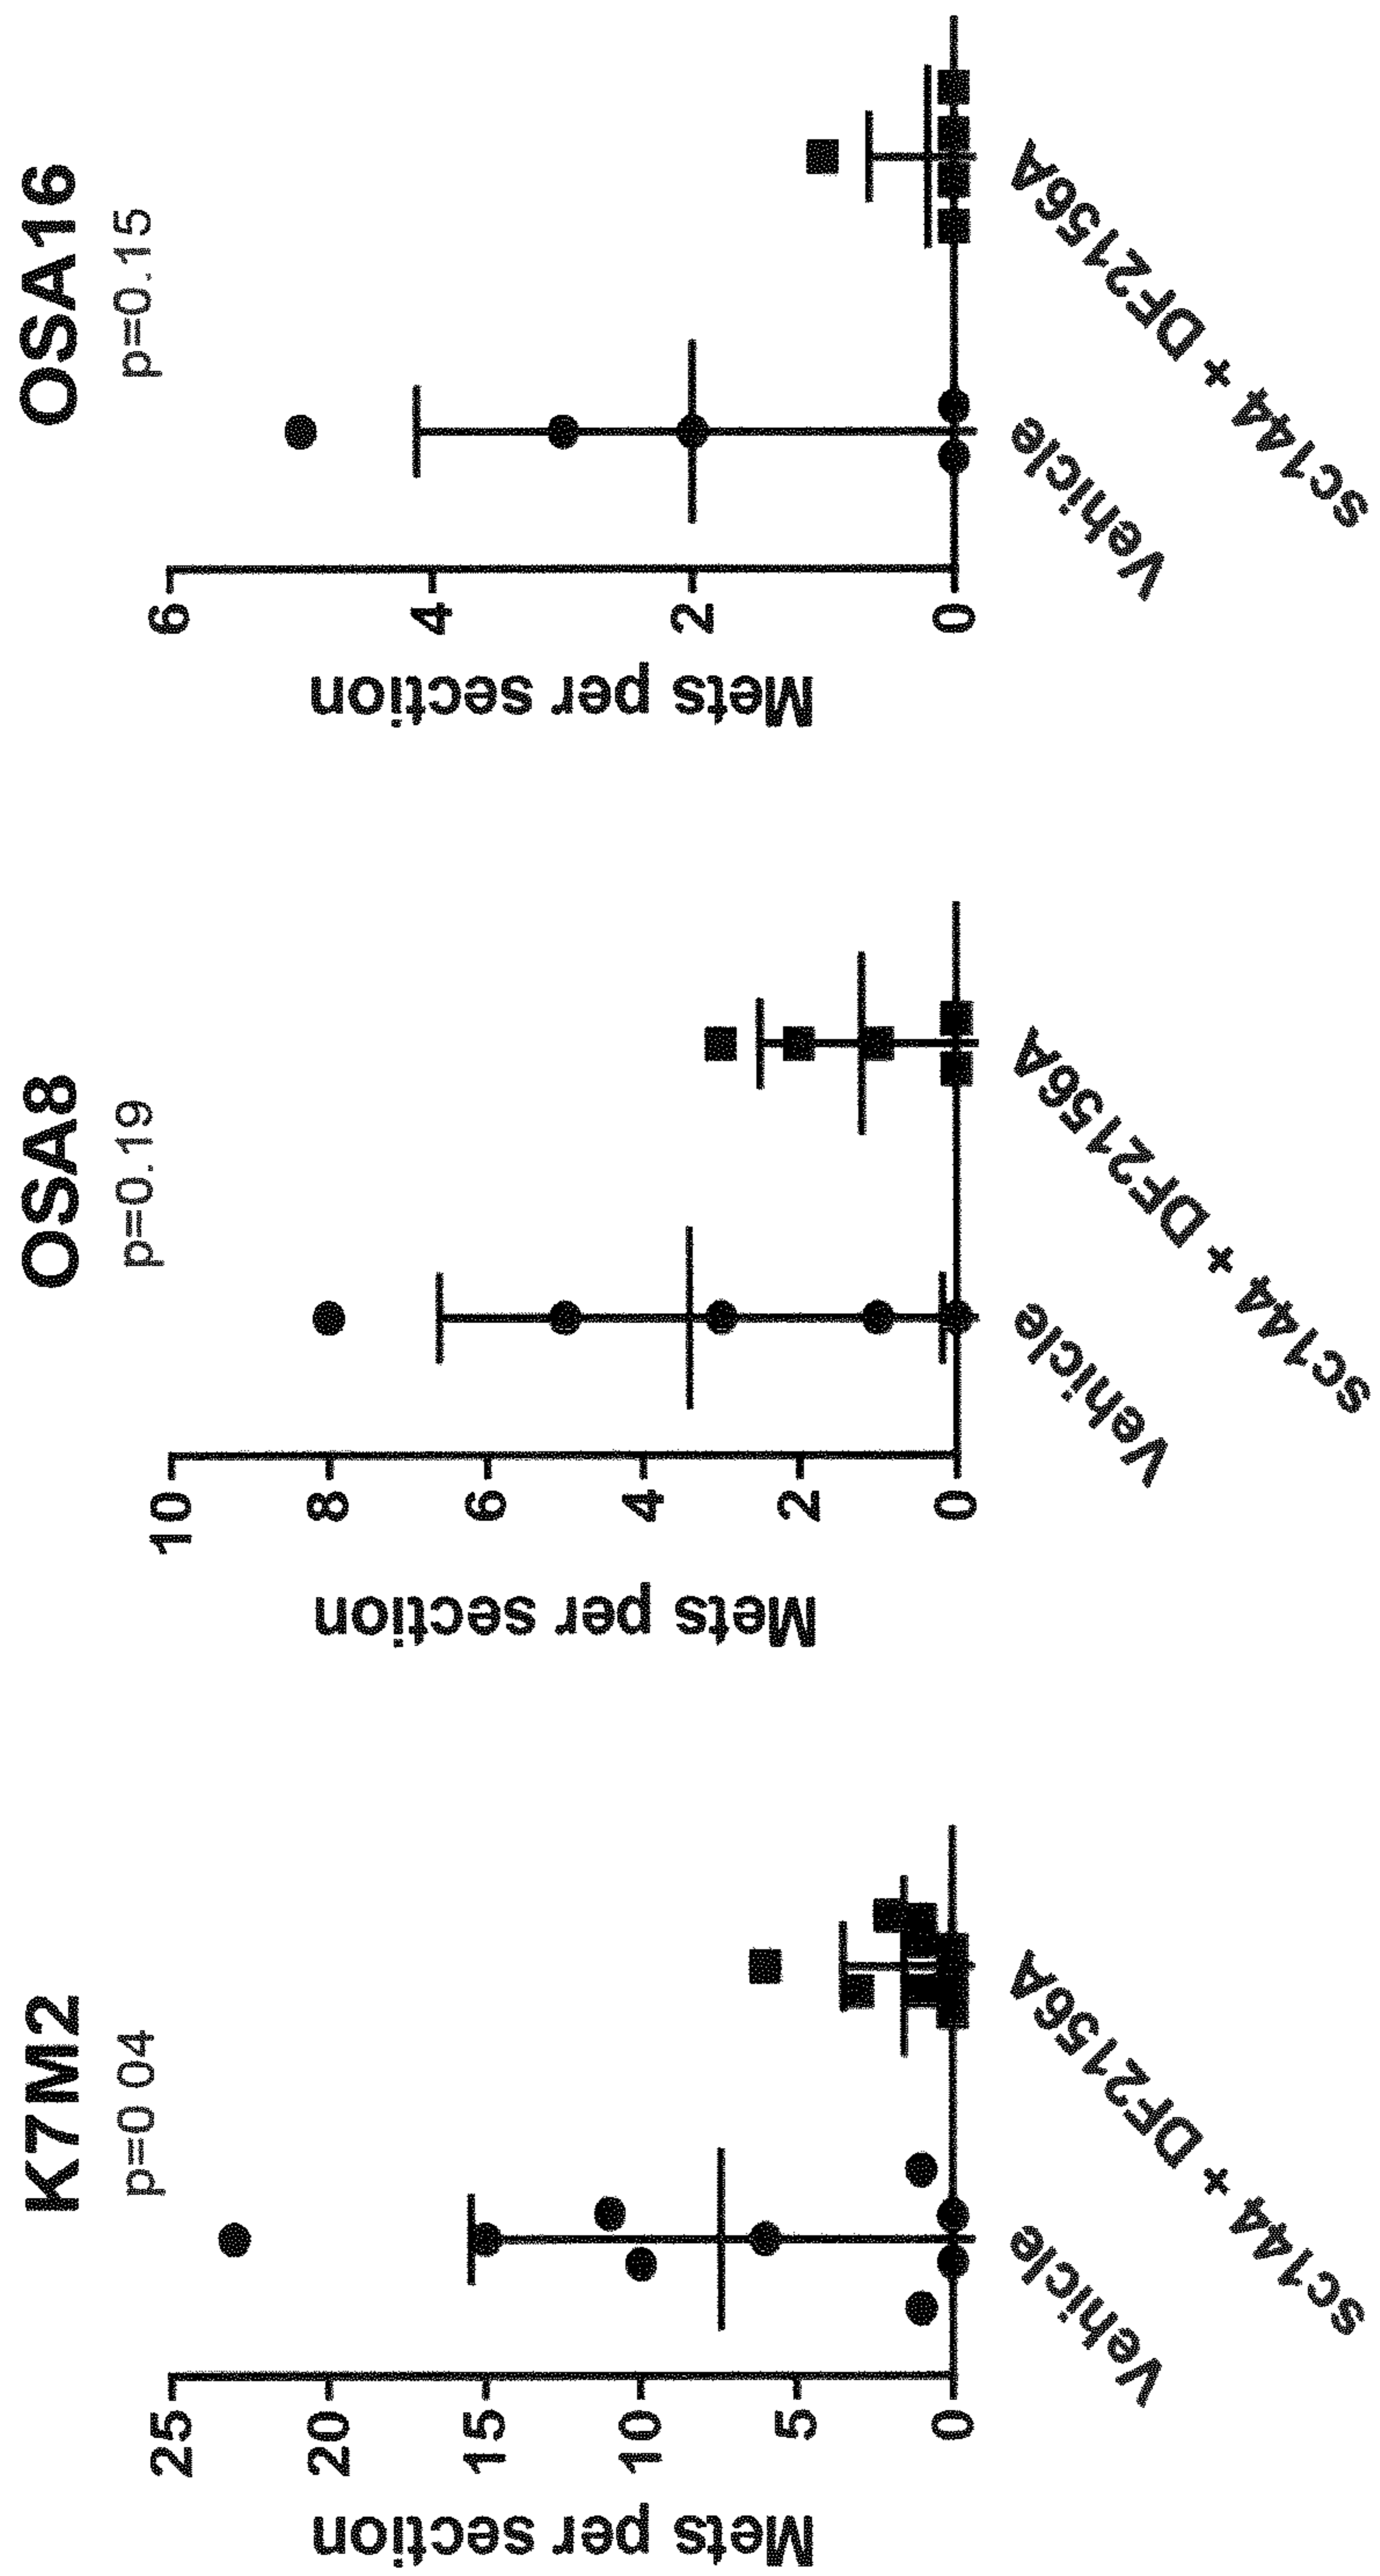 K7M2
p=0 04
Mets per section
25
20
15
10
5
0
Vehicle
sc144 + DF2156A
OSA8
p=0.19
Mets per section
10
8
6
4
2
0
Vehicle
sc144 + DF2156A
OSA16
p=0.15
Mets per section
6
4
2
0
Vehicle
sc144 + DF2156A